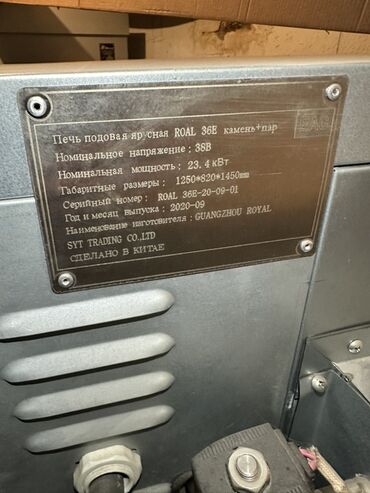 Печь подовая ярусная ROAL 36E камень+пар
Номинальное напряжение: 38В
Номинальная мощность: 23.4кВт
Габаритные размеры: 1250*820*1450mm
Серийный номер: ROAL 36E-20-09-01
Год и месяц выпуска: 2020-09
Наименование изготовителя: GUANGZHOU ROYAL
SYT TRADING CO.,LTD
СДЕЛАНО В КИТАЕ